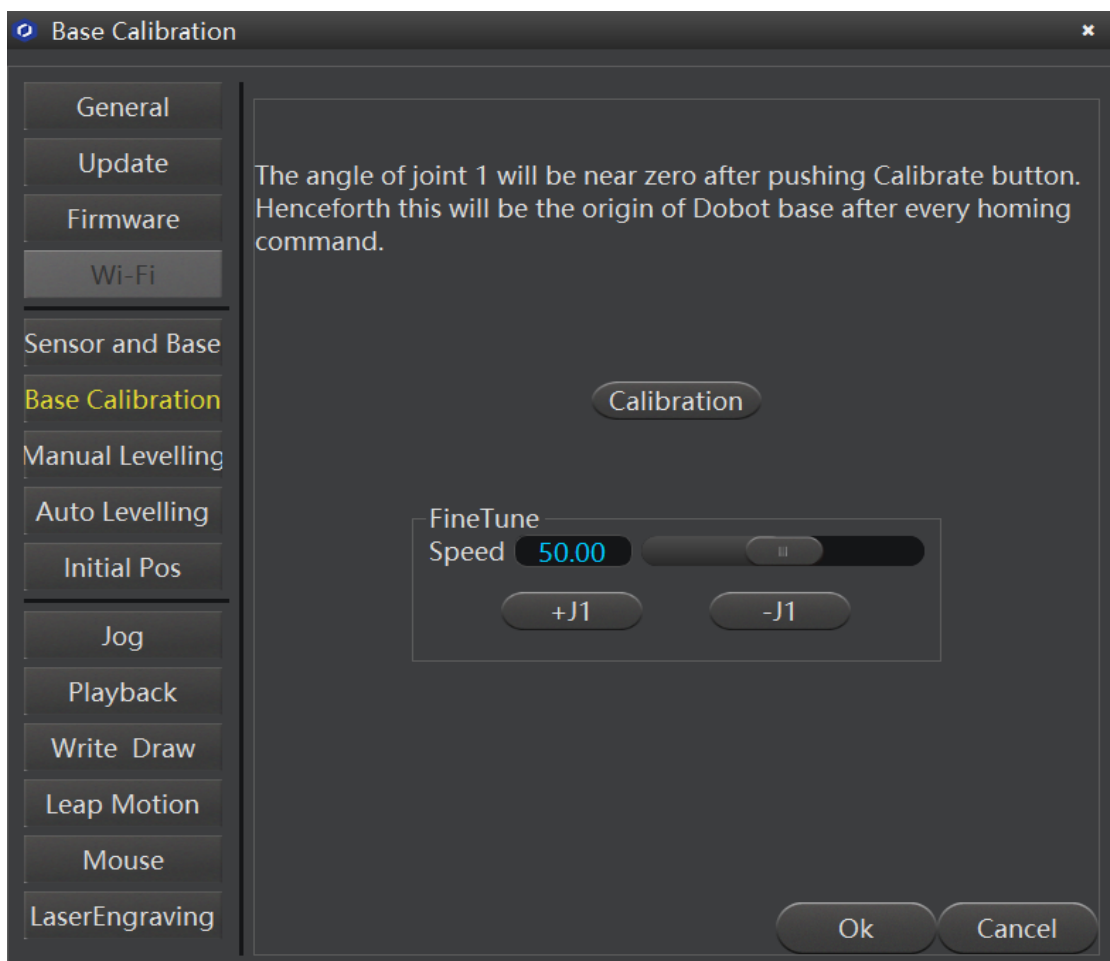 Base Calibration
General
Update
Firmware
Wi-Fi
Sensor and Base
Base Calibration
Manual Levelling
Auto Levelling
Initial Pos
Jog
Playback
Write Draw
Leap Motion
Mouse
LaserEngraving
The angle of joint 1 will be near zero after pushing Calibrate button.
Henceforth this will be the origin of Dobot base after every homing
command.
Calibration
FineTune
Speed 50.00
+J1 -J1
Ok Cancel